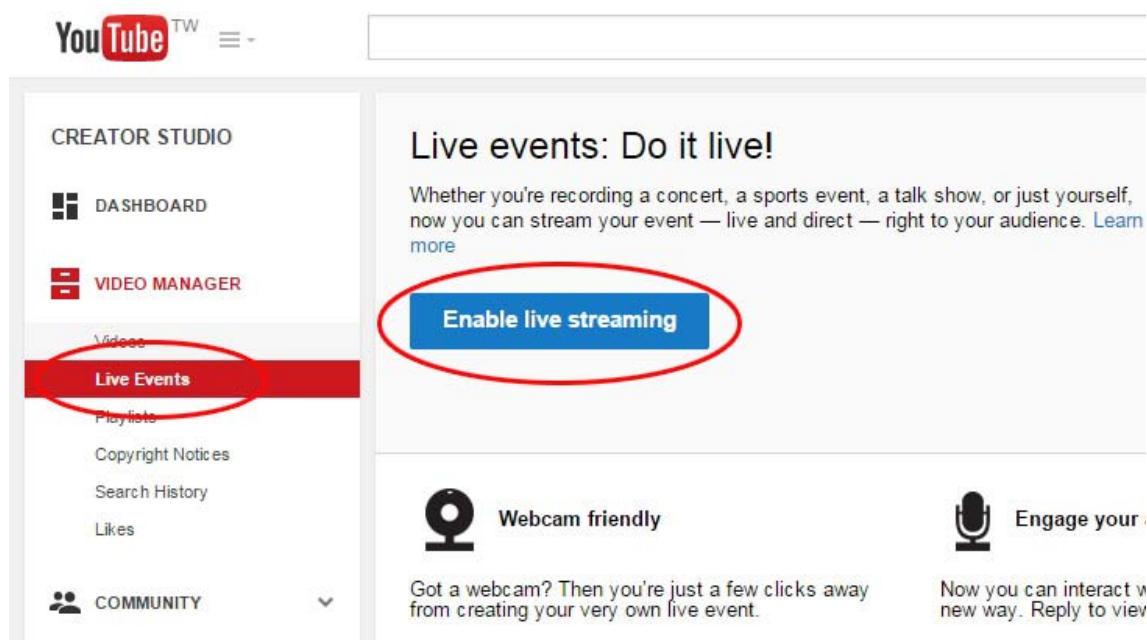 YouTube TW
CREATOR STUDIO
DASHBOARD
VIDEO MANAGER
Videos
Live Events
Playlists
Copyright Notices
Search History
Likes
COMMUNITY
Live events: Do it live!
Whether you're recording a concert, a sports event, a talk show, or just yourself,
now you can stream your event — live and direct — right to your audience. Learn
more
Enable live streaming
Webcam friendly
Got a webcam? Then you're just a few clicks away
from creating your very own live event.
Engage your
Now you can interact
new way. Reply to